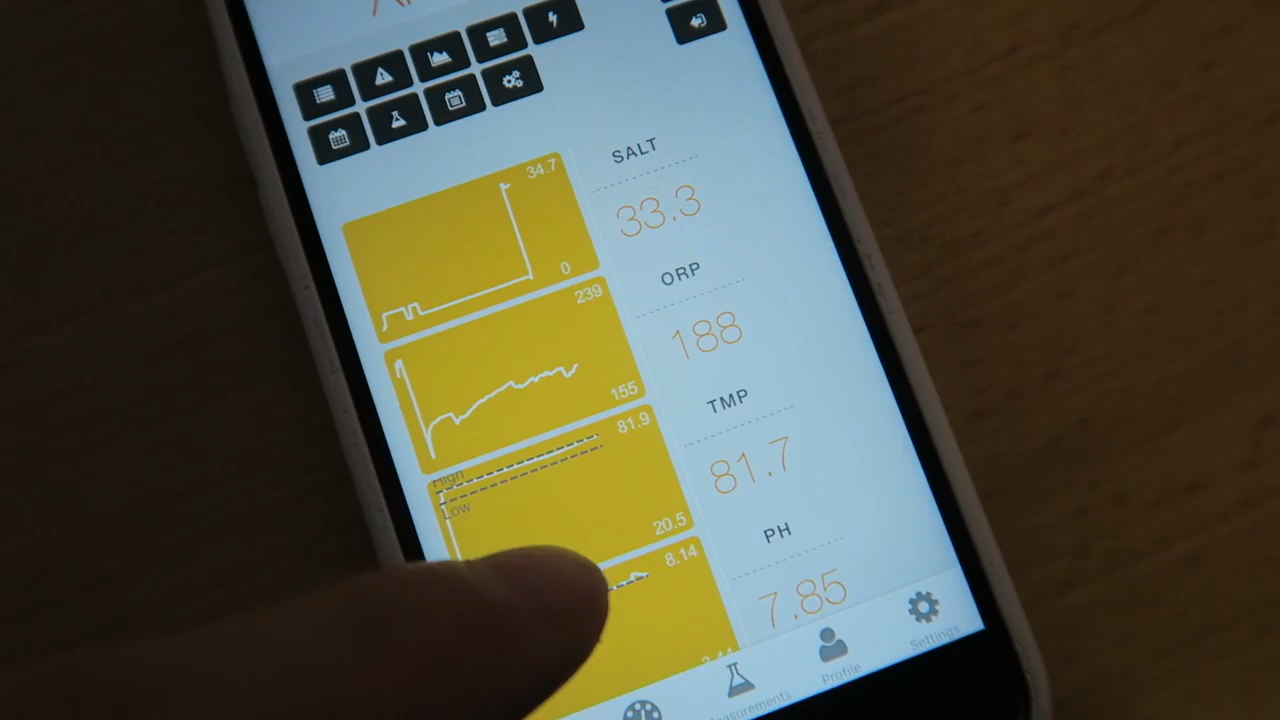 34.7
0
SALT
33.3
239
155
ORP
188
81.9
High
Low
20.5
TMP
81.7
8.14
PH
7.85
Profile
Settings